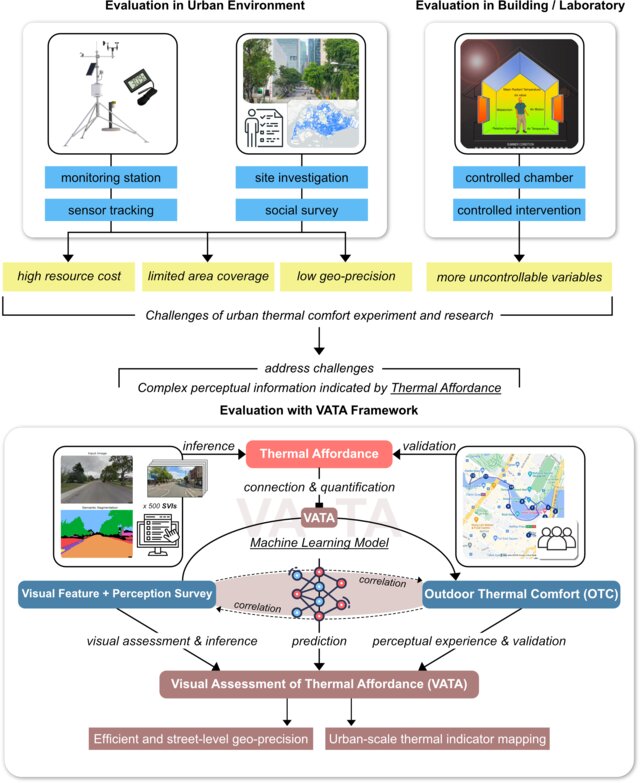 Evaluation in Urban Environment
Evaluation in Building / Laboratory
monitoring station
site investigation
controlled chamber
sensor tracking
social survey
controlled intervention
high resource cost
limited area coverage
low geo-precision
more uncontrollable variables
Challenges of urban thermal comfort experiment and research
address challenges
Complex perceptual information indicated by Thermal Affordance
Evaluation with VATA Framework
Input Image
inference
Thermal Affordance
validation
x 500 SVIs
Semantic Segmentation
connection & quantification
VATA
VATA
Machine Learning Model
correlation
Visual Feature + Perception Survey
Outdoor Thermal Comfort (OTC)
correlation
visual assessment & inference
prediction
perceptual experience & validation
Visual Assessment of Thermal Affordance (VATA)
Efficient and street-level geo-precision
Urban-scale thermal indicator mapping